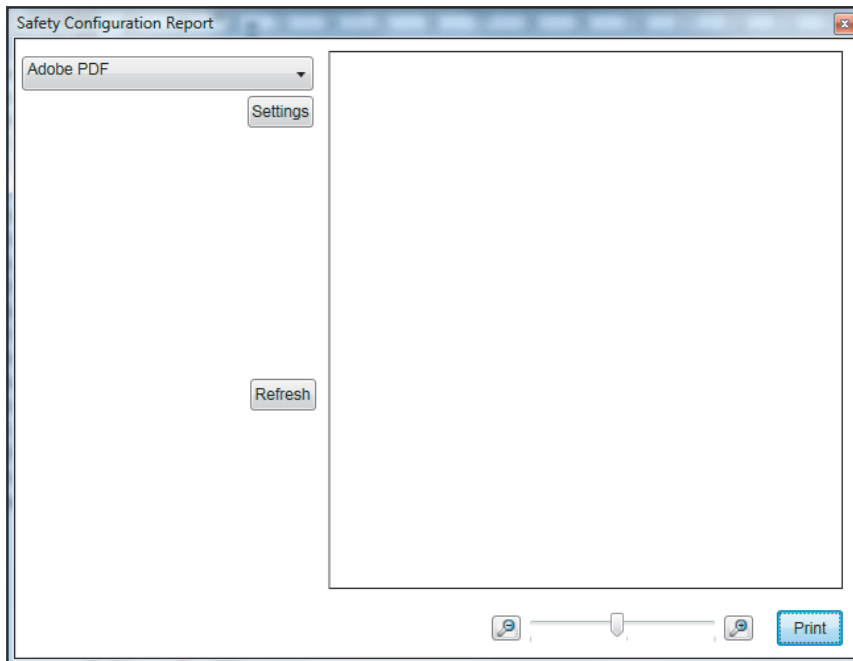 Safety Configuration Report
Adobe PDF
Settings
Refresh
Print